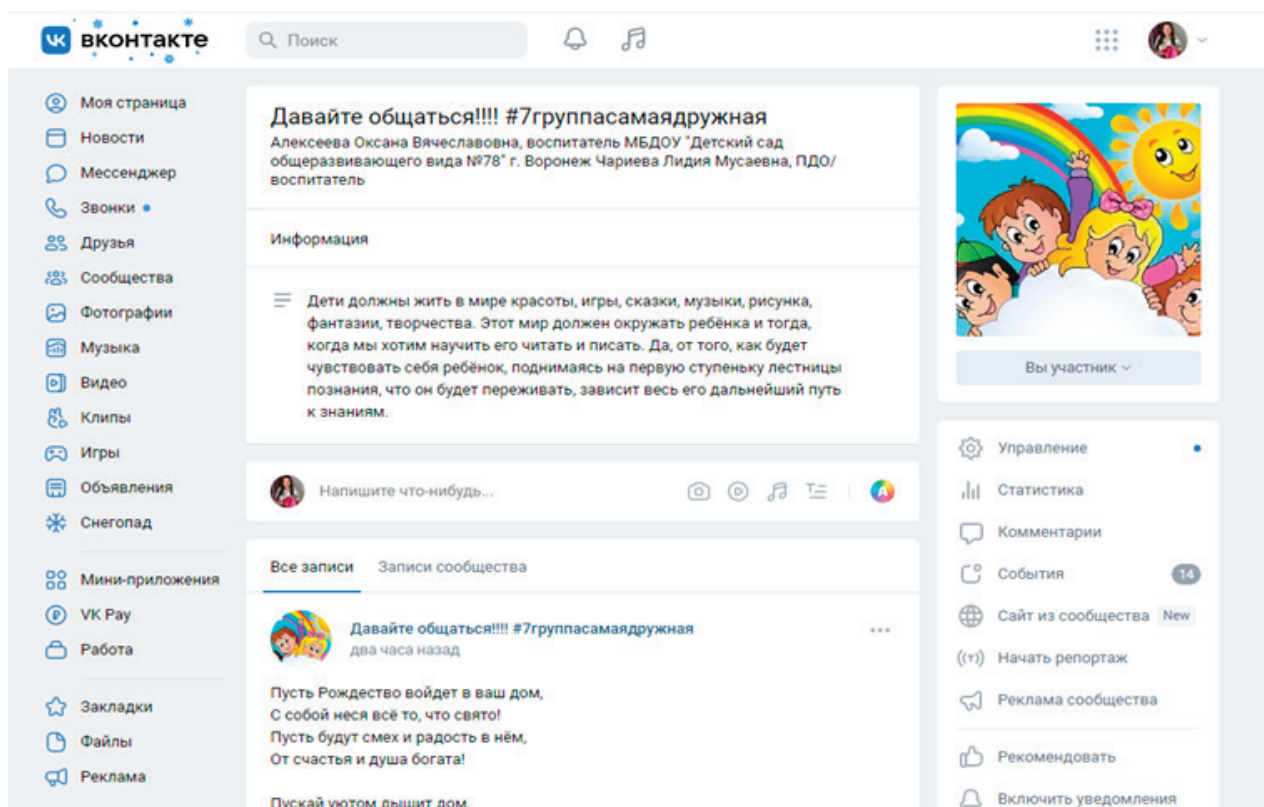 вконтакте
Поиск
Моя страница
Новости
Мессенджер
Звонки
Друзья
Сообщества
Фотографии
Музыка
Видео
Клипы
Игры
Объявления
Снегопад
Мини-приложения
VK Pay
Работа
Закладки
Файлы
Реклама
Давайте общаться!!!! #7группасамаядружная
Алексеева Оксана Вячеславовна, воспитатель МБДОУ "Детский сад
общеразвивающего вида №78" г. Воронеж Чариева Лидия Мусаевна, ПДО/
воспитатель
Информация
Дети должны жить в мире красоты, игры, сказки, музыки, рисунка,
фантазии, творчества. Этот мир должен окружать ребёнка и тогда,
когда мы хотим научить его читать и писать. Да, от того, как будет
чувствовать себя ребёнок, поднимаясь на первую ступеньку лестницы
познания, что он будет переживать, зависит весь его дальнейший путь
к знаниям.
Напишите что-нибудь...
Все записи Записи сообщества
Давайте общаться!!!! #7группасамаядружная
два часа назад
Пусть Рождество войдет в ваш дом,
С собой неся всё то, что свято!
Пусть будут смех и радость в нём,
От счастья и душа богата!
Пускай уютом дышит дом,
Вы участник
Управление
Статистика
Комментарии
События 14
Сайт из сообщества New
Начать репортаж
Реклама сообщества
Рекомендовать
Включить уведомления